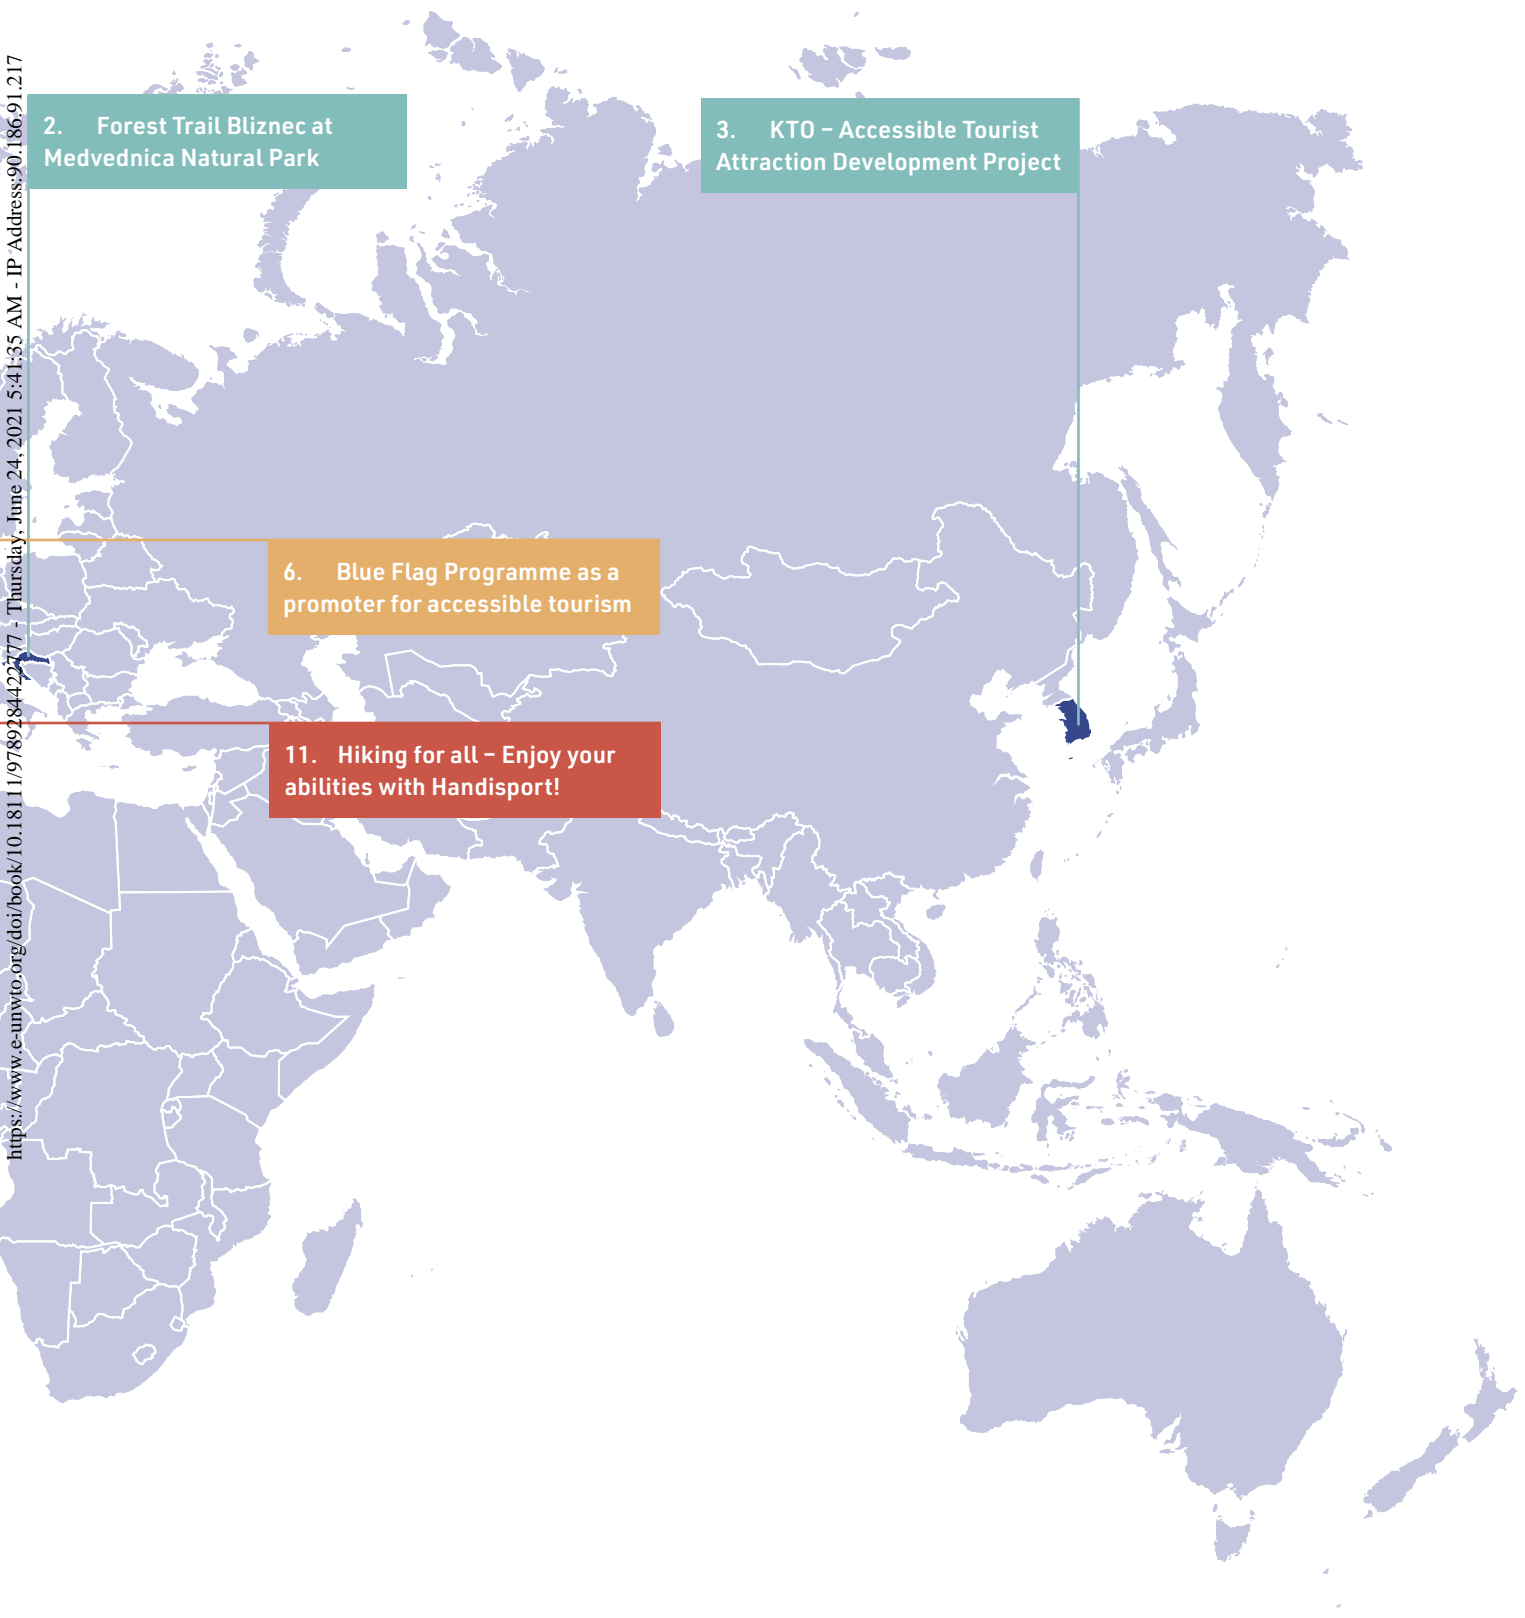 2. Forest Trail Bliznec at
Medvednica Natural Park
3. KTO – Accessible Tourist
Attraction Development Project
6. Blue Flag Programme as a
promoter for accessible tourism
11. Hiking for all – Enjoy your
abilities with Handisport!
https://www.e-unwto.org/doi/book/10.18111/9789284422777 - Thursday, June 24, 2021 5:41:35 AM - IP Address:90.186.91.217